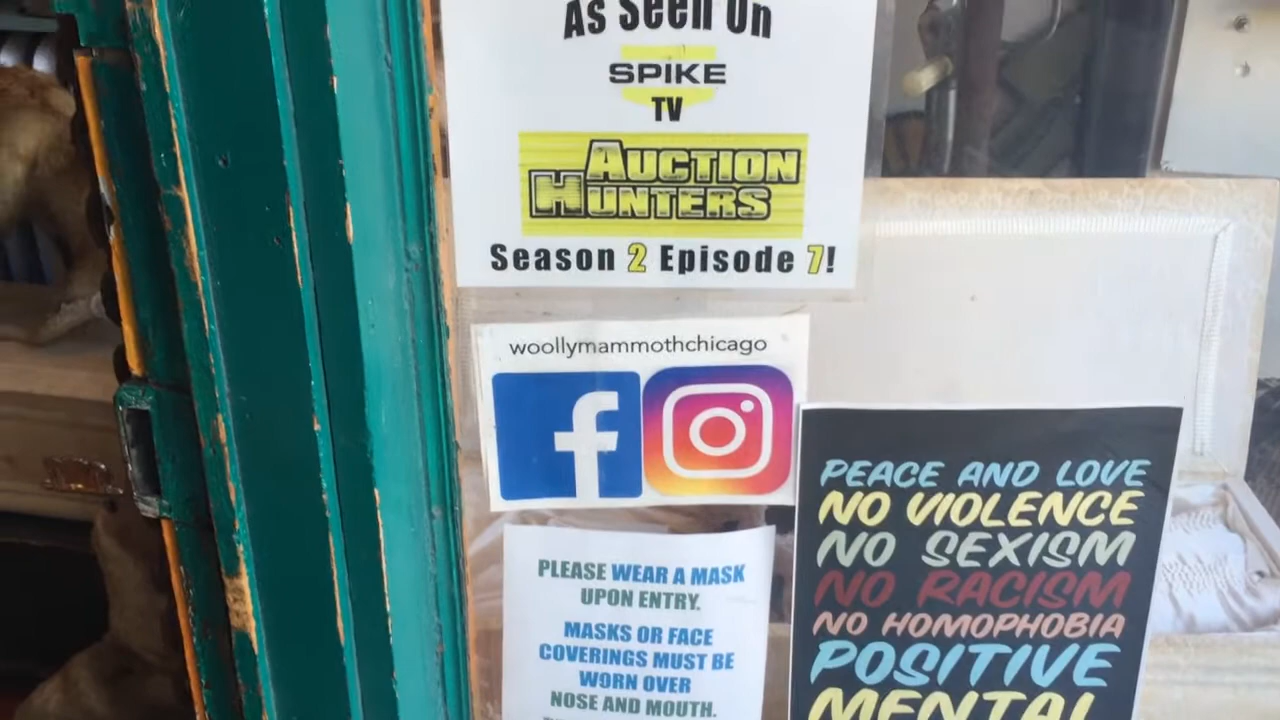 As Seen On
SPIKE
TV
AUCTION
HUNTERS
Season 2 Episode 7!
woollymammothchicago
f
PLEASE WEAR A MASK
UPON ENTRY.
MASKS OR FACE
COVERINGS MUST BE
WORN OVER
NOSE AND MOUTH.
PEACE AND LOVE
NO VIOLENCE
NO SEXISM
NO RACISM
NO HOMOPHOBIA
POSITIVE
MENTAL